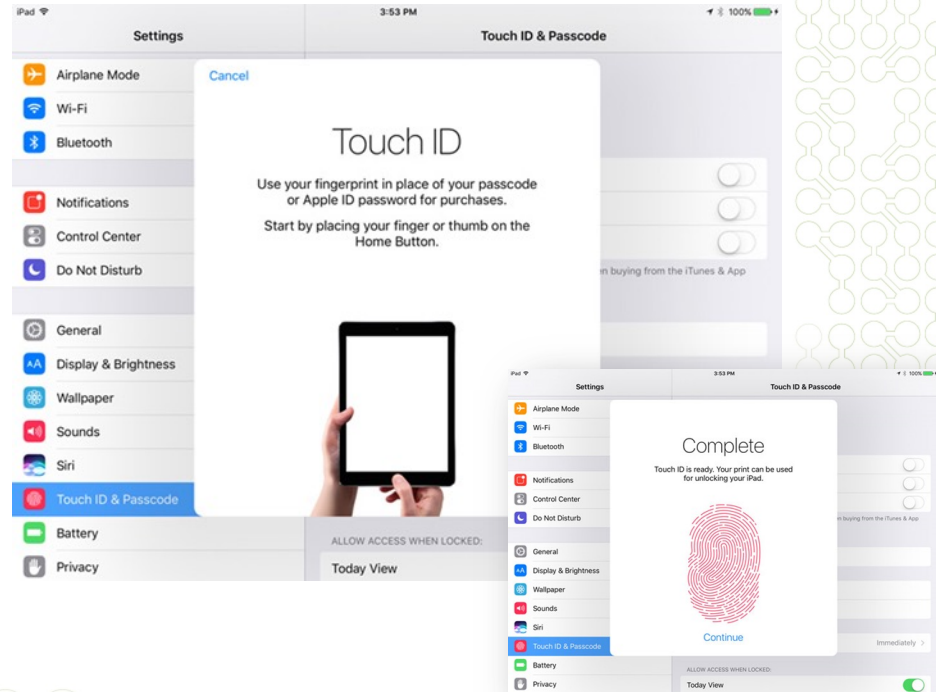 iPad 3:53 PM 100%
Settings
Touch ID & Passcode
Airplane Mode
Wi-Fi
Bluetooth
Notifications
Control Center
Do Not Disturb
General
Display & Brightness
Wallpaper
Sounds
Siri
Touch ID & Passcode
Battery
Privacy
Cancel
Touch ID
Use your fingerprint in place of your passcode
or Apple ID password for purchases.
Start by placing your finger or thumb on the
Home Button.
buying from the iTunes & App
ALLOW ACCESS WHEN LOCKED:
Today View
iPad 3:53 PM 100%
Settings
Touch ID & Passcode
Airplane Mode
Wi-Fi
Bluetooth
Notifications
Control Center
Do Not Disturb
General
Display & Brightness
Wallpaper
Sounds
Siri
Touch ID & Passcode
Battery
Privacy
Complete
Touch ID is ready. Your print can be used
for unlocking your iPad.
Continue
buying from the iTunes & App
Immediately
ALLOW ACCESS WHEN LOCKED:
Today View